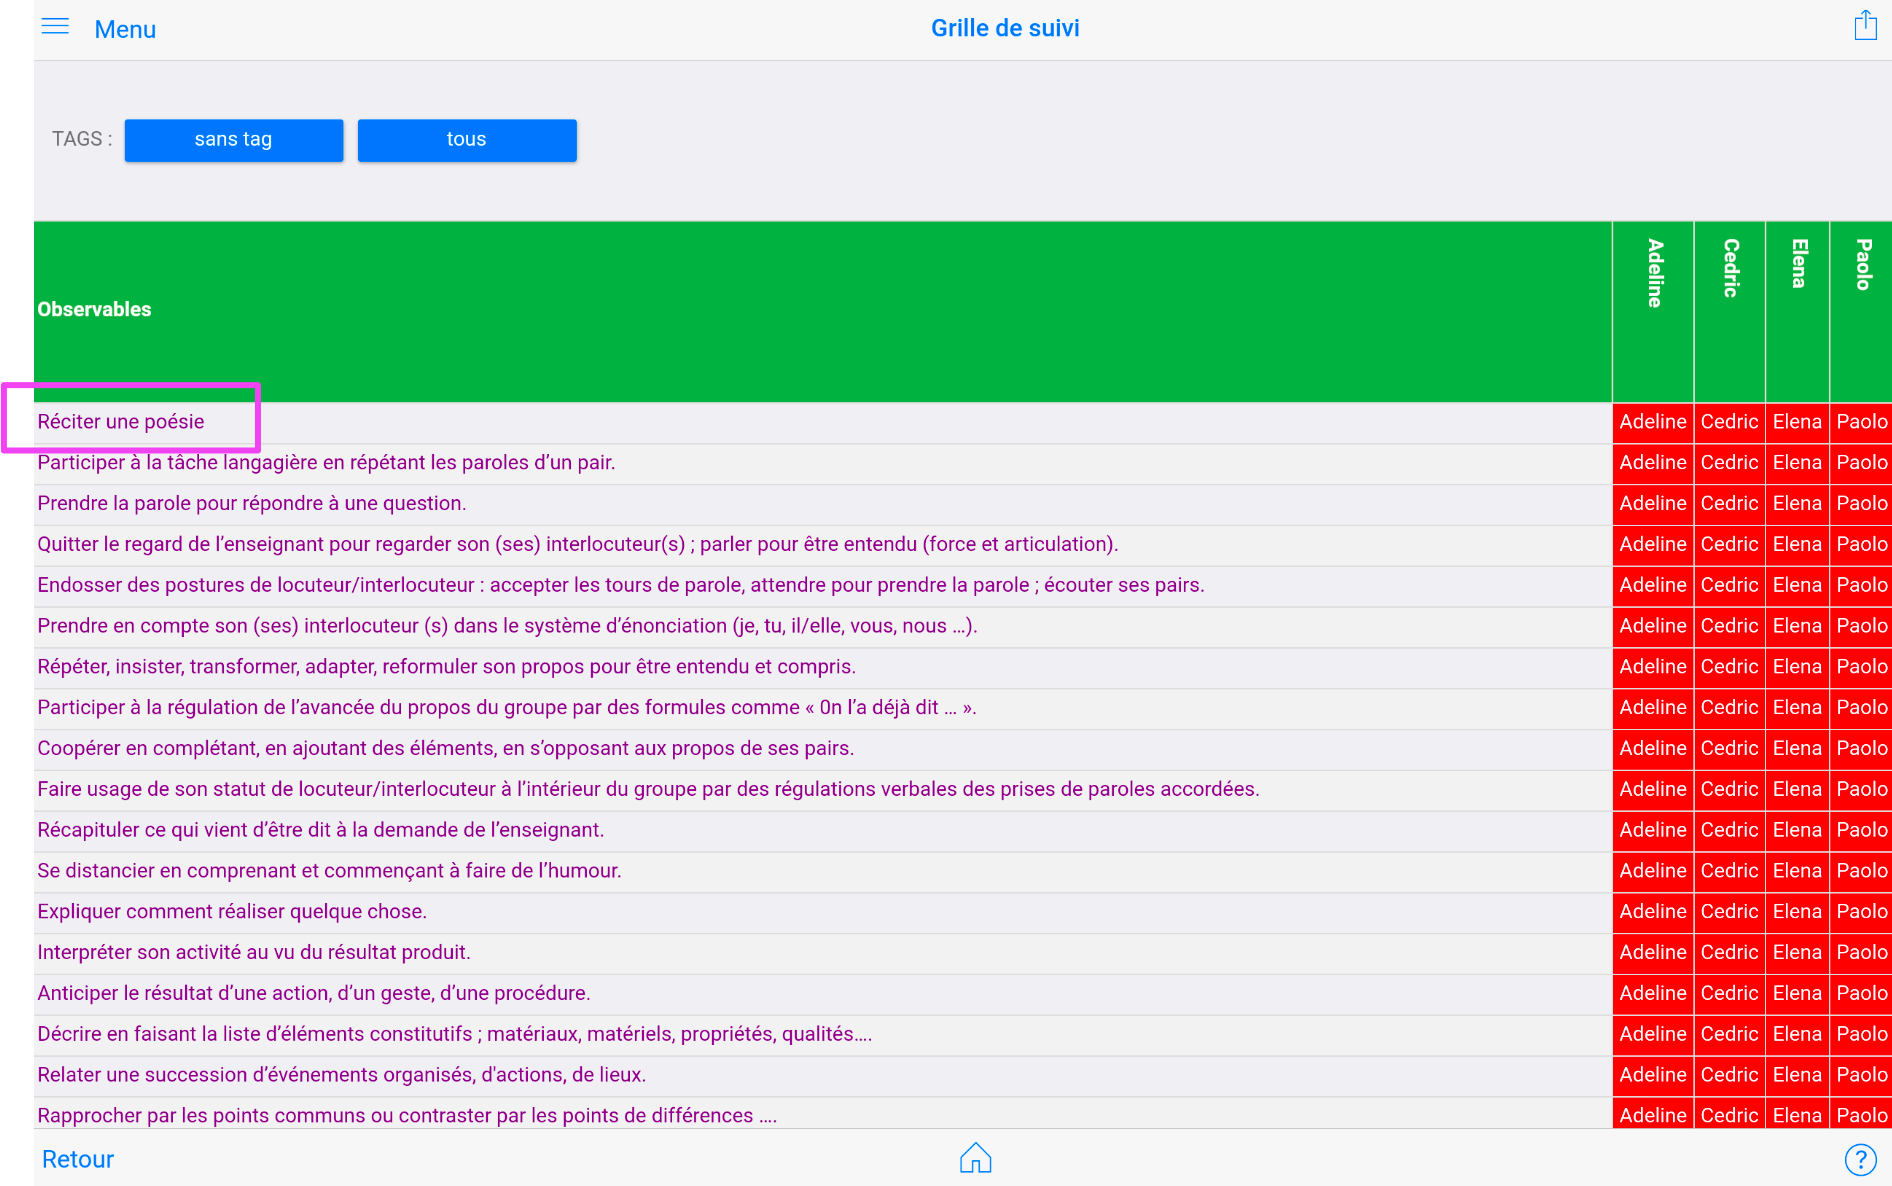 Menu
Grille de suivi
TAGS :
sans tag
tous
Observables
Adeline
Cedric
Elena
Paolo
Réciter une poésie Adeline Cedric Elena Paolo
Participer à la tâche langagière en répétant les paroles d’un pair. Adeline Cedric Elena Paolo
Prendre la parole pour répondre à une question. Adeline Cedric Elena Paolo
Quitter le regard de l’enseignant pour regarder son (ses) interlocuteur(s) ; parler pour être entendu (force et articulation). Adeline Cedric Elena Paolo
Endosser des postures de locuteur/interlocuteur : accepter les tours de parole, attendre pour prendre la parole ; écouter ses pairs. Adeline Cedric Elena Paolo
Prendre en compte son (ses) interlocuteur (s) dans le système d’énonciation (je, tu, il/elle, vous, nous ...). Adeline Cedric Elena Paolo
Répéter, insister, transformer, adapter, reformuler son propos pour être entendu et compris. Adeline Cedric Elena Paolo
Participer à la régulation de l’avancée du propos du groupe par des formules comme « 0n l’a déjà dit ... ». Adeline Cedric Elena Paolo
Coopérer en complétant, en ajoutant des éléments, en s’opposant aux propos de ses pairs. Adeline Cedric Elena Paolo
Faire usage de son statut de locuteur/interlocuteur à l’intérieur du groupe par des régulations verbales des prises de paroles accordées. Adeline Cedric Elena Paolo
Récapituler ce qui vient d’être dit à la demande de l’enseignant. Adeline Cedric Elena Paolo
Se distancier en comprenant et commençant à faire de l’humour. Adeline Cedric Elena Paolo
Expliquer comment réaliser quelque chose. Adeline Cedric Elena Paolo
Interpréter son activité au vu du résultat produit. Adeline Cedric Elena Paolo
Anticiper le résultat d’une action, d’un geste, d’une procédure. Adeline Cedric Elena Paolo
Décrire en faisant la liste d’éléments constitutifs ; matériaux, matériels, propriétés, qualités.... Adeline Cedric Elena Paolo
Relater une succession d’événements organisés, d'actions, de lieux. Adeline Cedric Elena Paolo
Rapprocher par les points communs ou contraster par les points de différences .... Adeline Cedric Elena Paolo
Retour
?